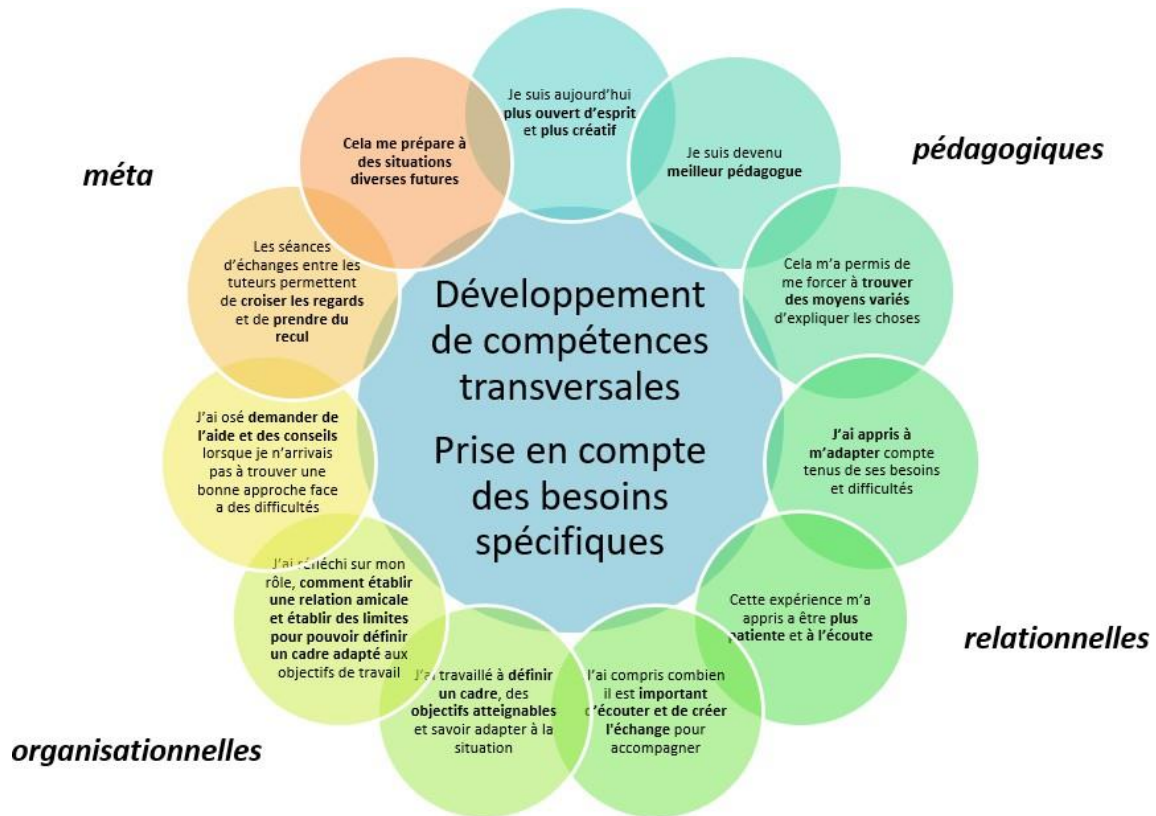 Je suis aujourd'hui
plus ouvert d'esprit
et plus créatif
Je suis devenu
meilleur pédagogue
pédagogiques
Cela m'a permis de
me forcer à trouver
des moyens variés
d'expliquer les choses
J'ai appris à
m'adapter compte
tenus de ses besoins
et difficultés
Cette expérience m'a
appris a être plus
patiente et à l'écoute
relationnelles
J'ai compris combien
il est important
d'écouter et de créer
l'échange pour
accompagner
J'ai travaillé à définir
un cadre, des
objectifs atteignables
et savoir adapter à la
situation
organisationnelles
J'ai réfléchi sur mon
rôle, comment établir
une relation amicale
et établir des limites
pour pouvoir définir
un cadre adapté aux
objectifs de travail
J'ai osé demander de
l'aide et des conseils
lorsque je n'arrivais
pas à trouver une
bonne approche face
a des difficultés
Les séances
d'échanges entre les
tuteurs permettent
de croiser les regards
et de prendre du
recul
méta
Cela me prépare à
des situations
diverses futures
Développement
de compétences
transversales
Prise en compte
des besoins
spécifiques